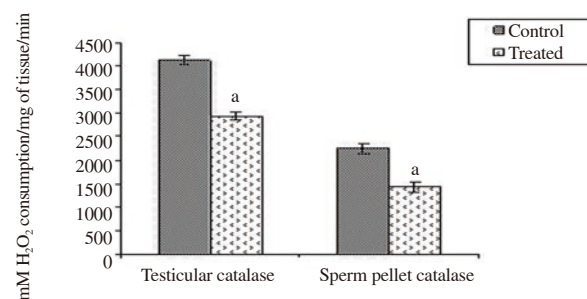 Control
Treated
mM H₂O₂ consumption/mg of tissue/min
4500
4000
3500
3000
2500
2000
1500
1000
500
0
a
a
Testicular catalase
Sperm pellet catalase